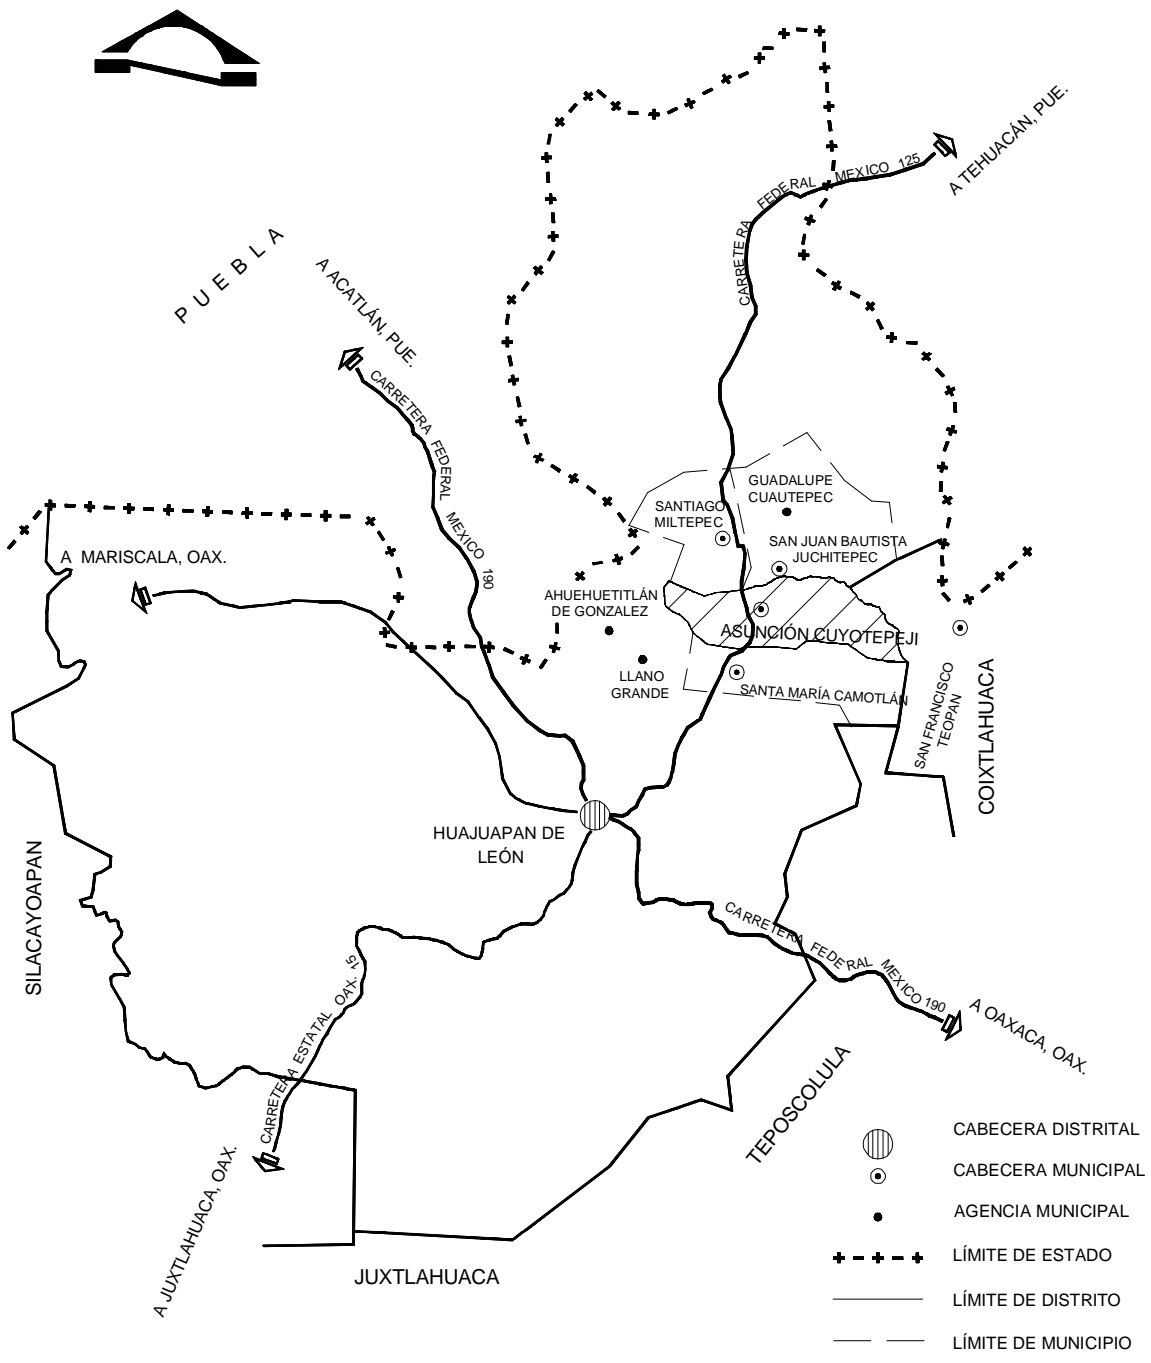 A TEHUACÁN, PUE.
CARRETERA FEDERAL MEXICO 125
PUEBLA
A ACATLÁN, PUE.
CARRETERA FEDERAL MEXICO 190
GUADALUPE
CUAUTEPEC
SANTIAGO
MILTEPEC
SAN JUAN BAUTISTA
JUCHITEPEC
A MARISCALA, OAX.
AHUEHUETITLÁN
DE GONZALEZ
ASUNCIÓN CUYOTEPEJI
LLANO
GRANDE
SANTA MARÍA CAMOTLÁN
SAN FRANCISCO
TEOPAN
COIXTLAHUACA
HUAJUAPAN DE
LEÓN
SILACAYOAPAN
CARRETERA FEDERAL MEXICO 190
CARRETERA ESTATAL OAX. 15
A OAXACA, OAX.
TEPOSCOLULA
A JUXTLAHUACA, OAX.
JUXTLAHUACA
CABECERA DISTRITAL
CABECERA MUNICIPAL
AGENCIA MUNICIPAL
LÍMITE DE ESTADO
LÍMITE DE DISTRITO
LÍMITE DE MUNICIPIO